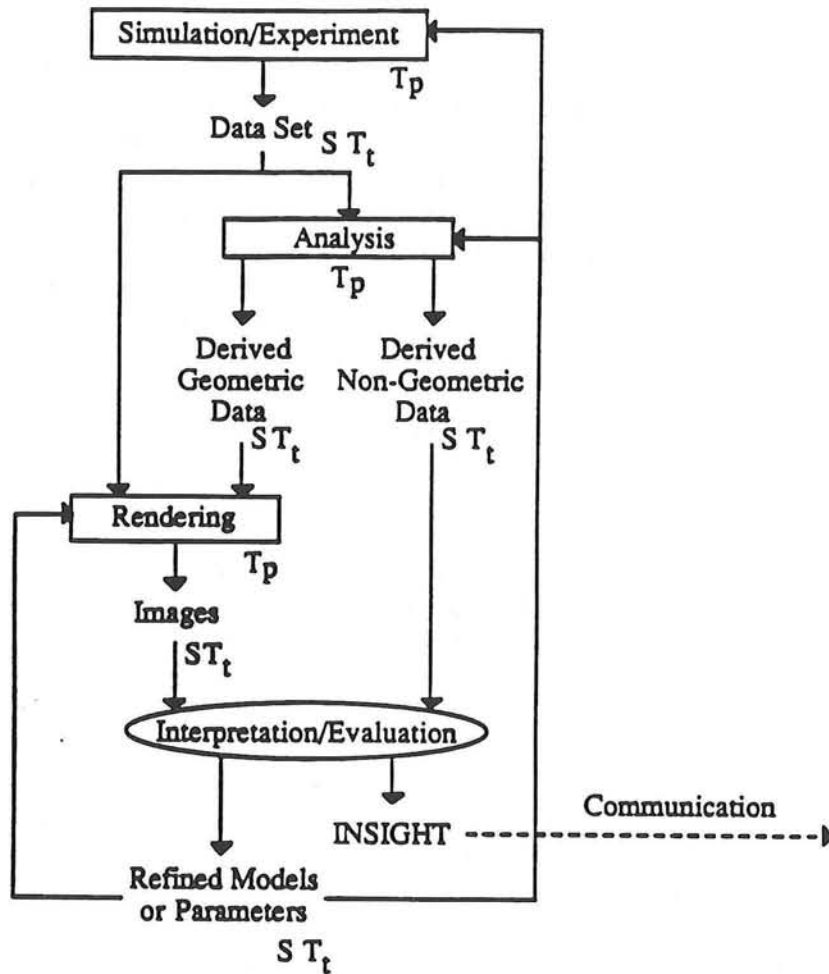 Simulation/Experiment
Tp
Data Set
S Tt
Analysis
Tp
Derived
Geometric
Data
S Tt
Derived
Non-Geometric
Data
S Tt
Rendering
Tp
Images
STt
Interpretation/Evaluation
INSIGHT
Communication
Refined Models
or Parameters
S Tt